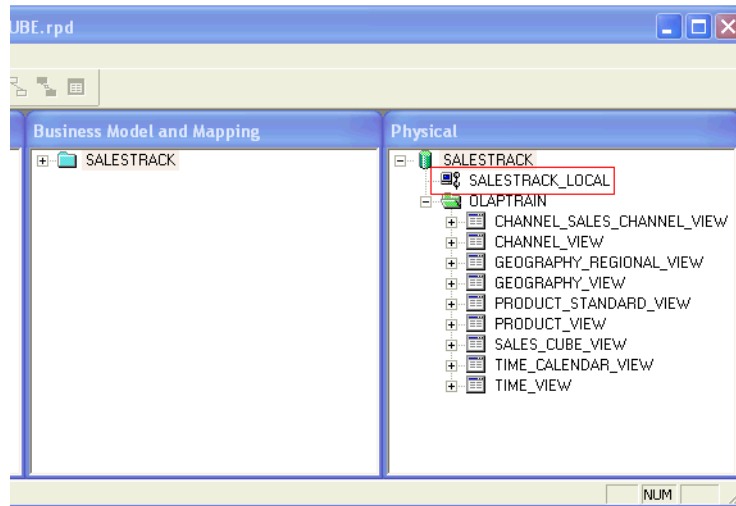 UBE.rpd
Business Model and Mapping
SALESTRACK
Physical
SALESTRACK
SALESTRACK_LOCAL
OLAPTRAIN
CHANNEL_SALES_CHANNEL_VIEW
CHANNEL_VIEW
GEOGRAPHY_REGIONAL_VIEW
GEOGRAPHY_VIEW
PRODUCT_STANDARD_VIEW
PRODUCT_VIEW
SALES_CUBE_VIEW
TIME_CALENDAR_VIEW
TIME_VIEW
NUM